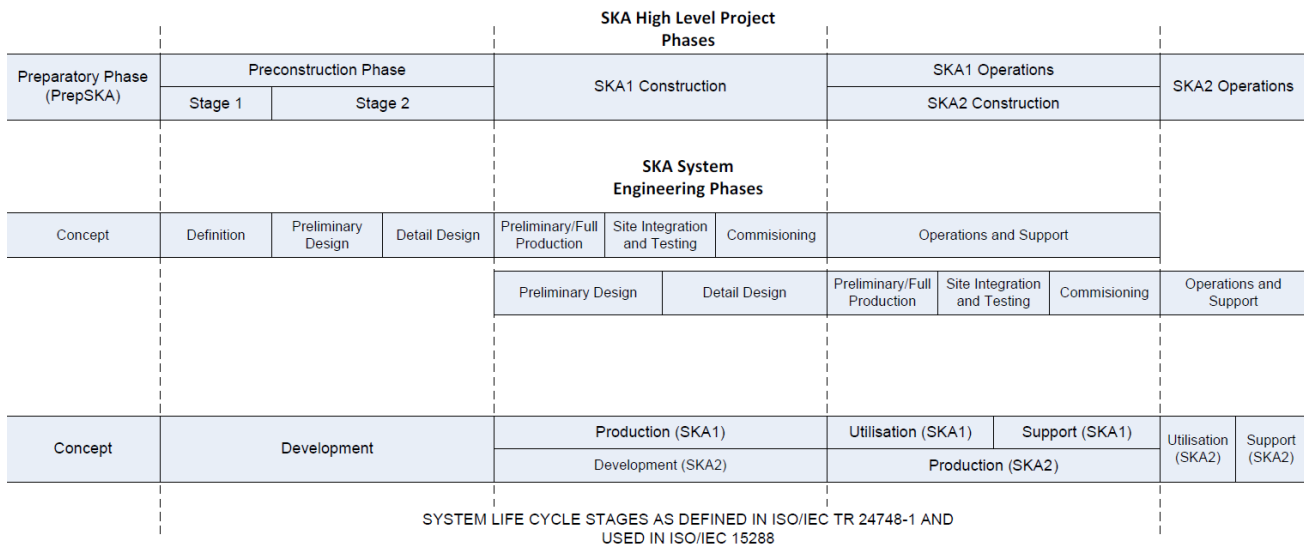 SKA High Level Project
Phases
Preparatory Phase
(PrepSKA)
Preconstruction Phase
Stage 1
Stage 2
SKA1 Construction
SKA1 Operations
SKA2 Construction
SKA2 Operations
SKA System
Engineering Phases
Concept
Definition
Preliminary
Design
Detail Design
Preliminary/Full
Production
Site Integration
and Testing
Commisioning
Operations and Support
Preliminary Design
Detail Design
Preliminary/Full
Production
Site Integration
and Testing
Commisioning
Operations and
Support
Concept
Development
Production (SKA1)
Development (SKA2)
Utilisation (SKA1)
Support (SKA1)
Production (SKA2)
Utilisation
(SKA2)
Support
(SKA2)
SYSTEM LIFE CYCLE STAGES AS DEFINED IN ISO/IEC TR 24748-1 AND
USED IN ISO/IEC 15288